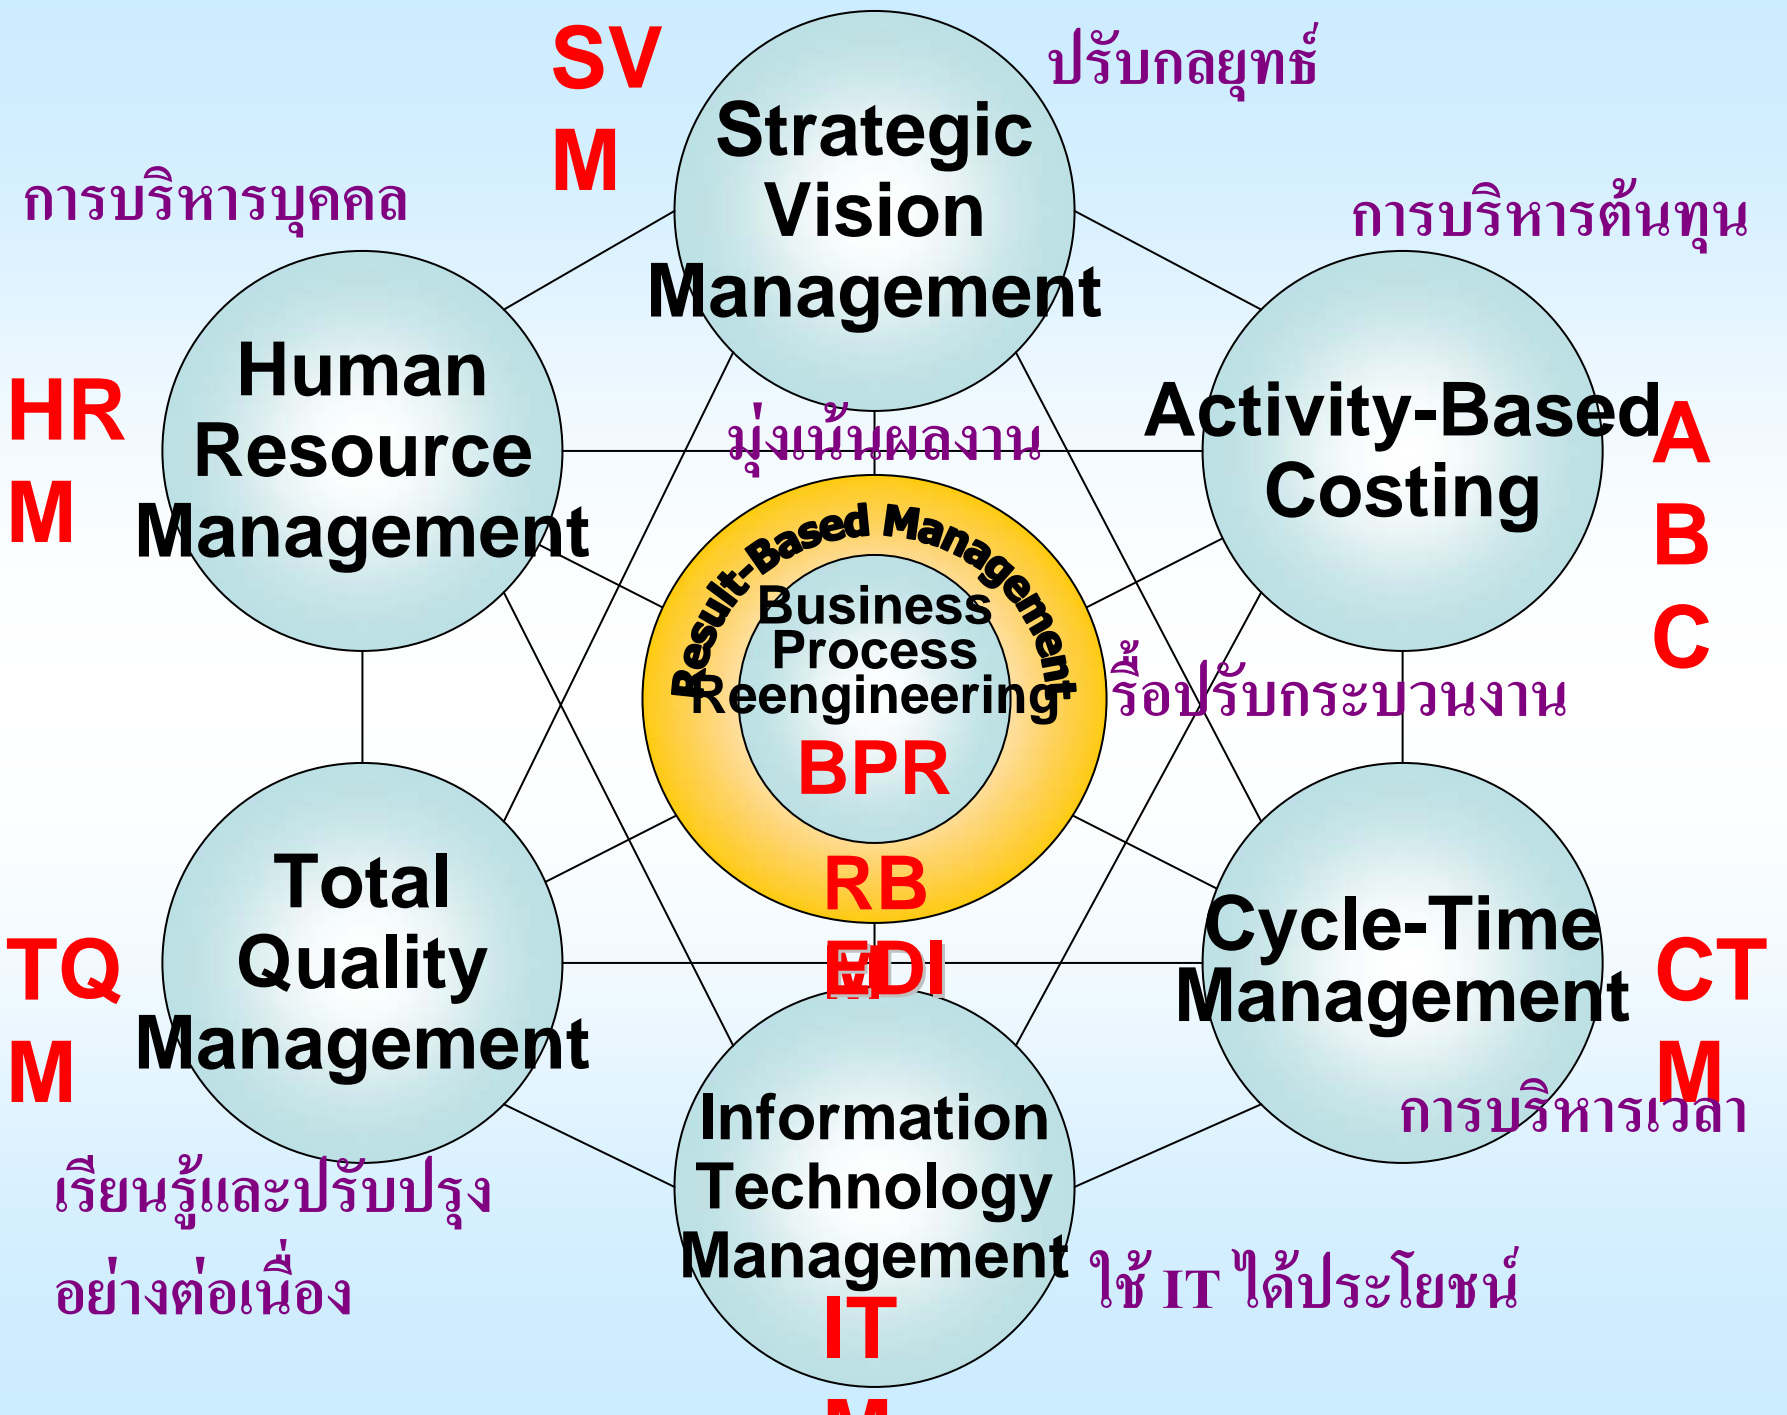 SV
M
ปรับกลยุทธ์
Strategic
Vision
Management
การบริหารบุคคล
การบริหารต้นทุน
HR
M
Human
Resource
Management
Activity-Based
Costing
A
B
C
มุ่งเน้นผลงาน
Result-Based Management
Business
Process
Reengineering
BPR
รื้อปรับกระบวนงาน
RB
M
EDI
Total
Quality
Management
TQ
M
Cycle-Time
Management
CT
M
การบริหารเวลา
เรียนรู้และปรับปรุง
อย่างต่อเนื่อง
Information
Technology
Management
IT
M
ใช้ IT ได้ประโยชน์